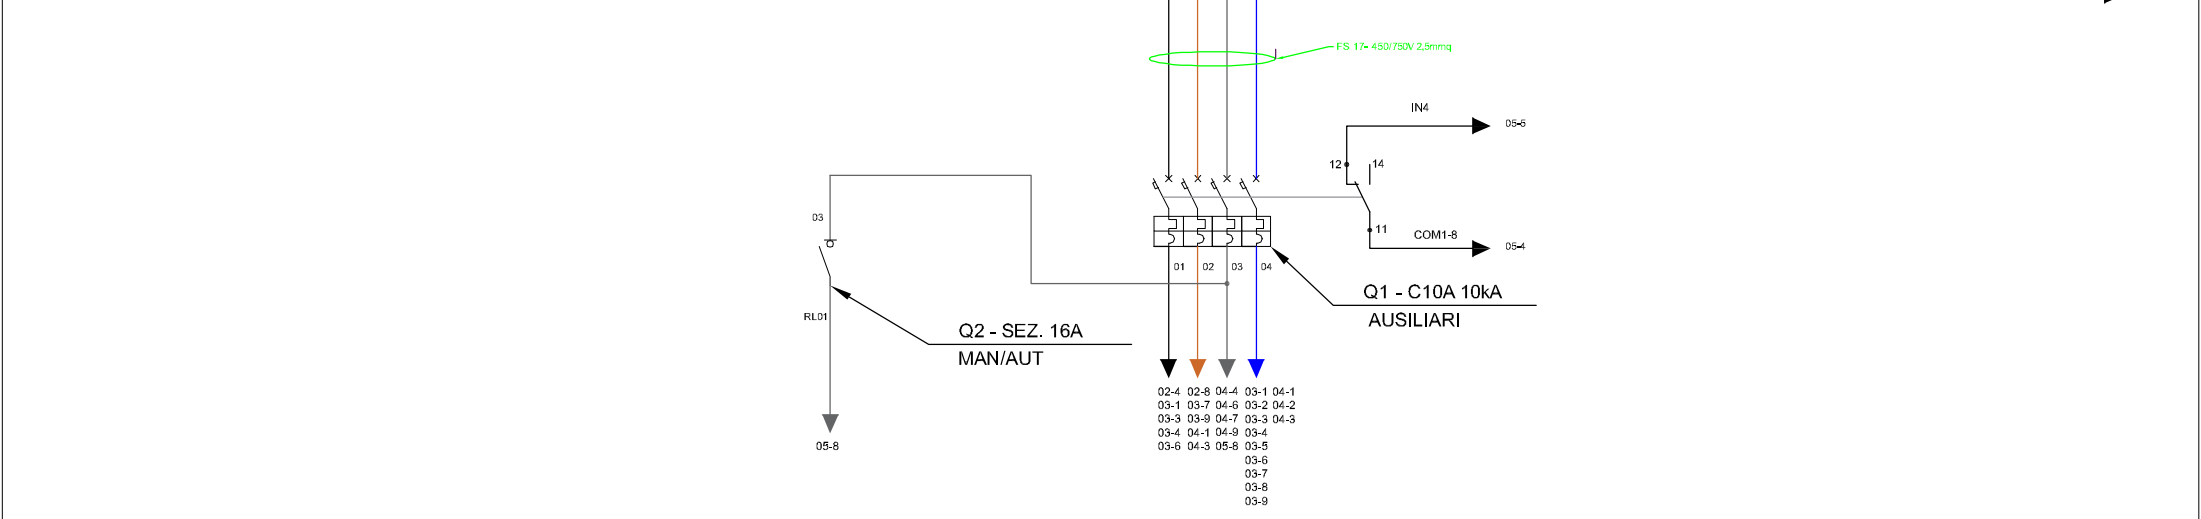 FS 17- 450/750V 2,5mmq
IN4
05-5
12
14
03
11
COM1-8
05-4
01 02 03 04
Q1 - C10A 10kA
AUSILIARI
RL01
Q2 - SEZ. 16A
MAN/AUT
02-4 02-8 04-4 03-1 04-1
03-1 03-7 04-6 03-2 04-2
03-3 03-9 04-7 03-3 04-3
03-4 04-1 04-9 03-4
03-6 04-3 05-8 03-5
03-6
03-7
03-8
03-9
05-8